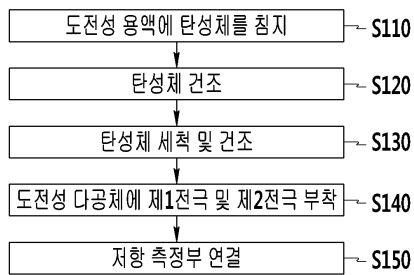 도전성 용액에 탄성체를 침지 S110
탄성체 건조 S120
탄성체 세척 및 건조 S130
도전성 다공체에 제1전극 및 제2전극 부착 S140
저항 측정부 연결 S150